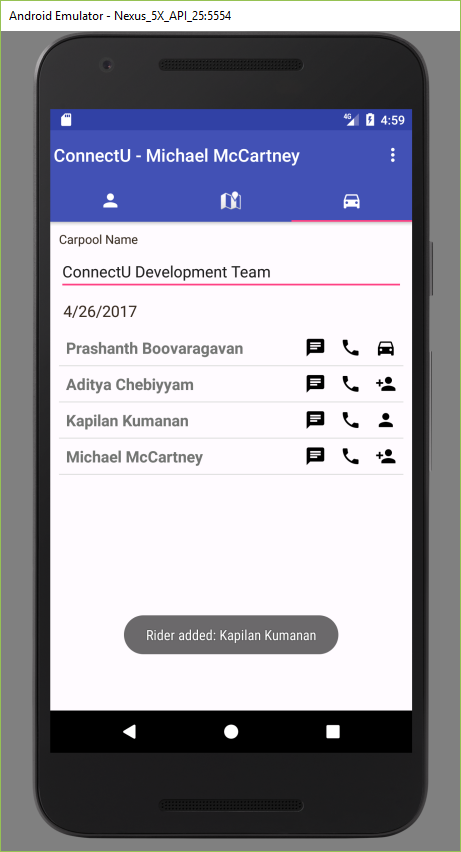 Android Emulator - Nexus_5X_API_25:5554
4G 4:59
ConnectU - Michael McCartney
Carpool Name
ConnectU Development Team
4/26/2017
Prashanth Boovaragavan
Aditya Chebiyyam
Kapilan Kumanan
Michael McCartney
Rider added: Kapilan Kumanan